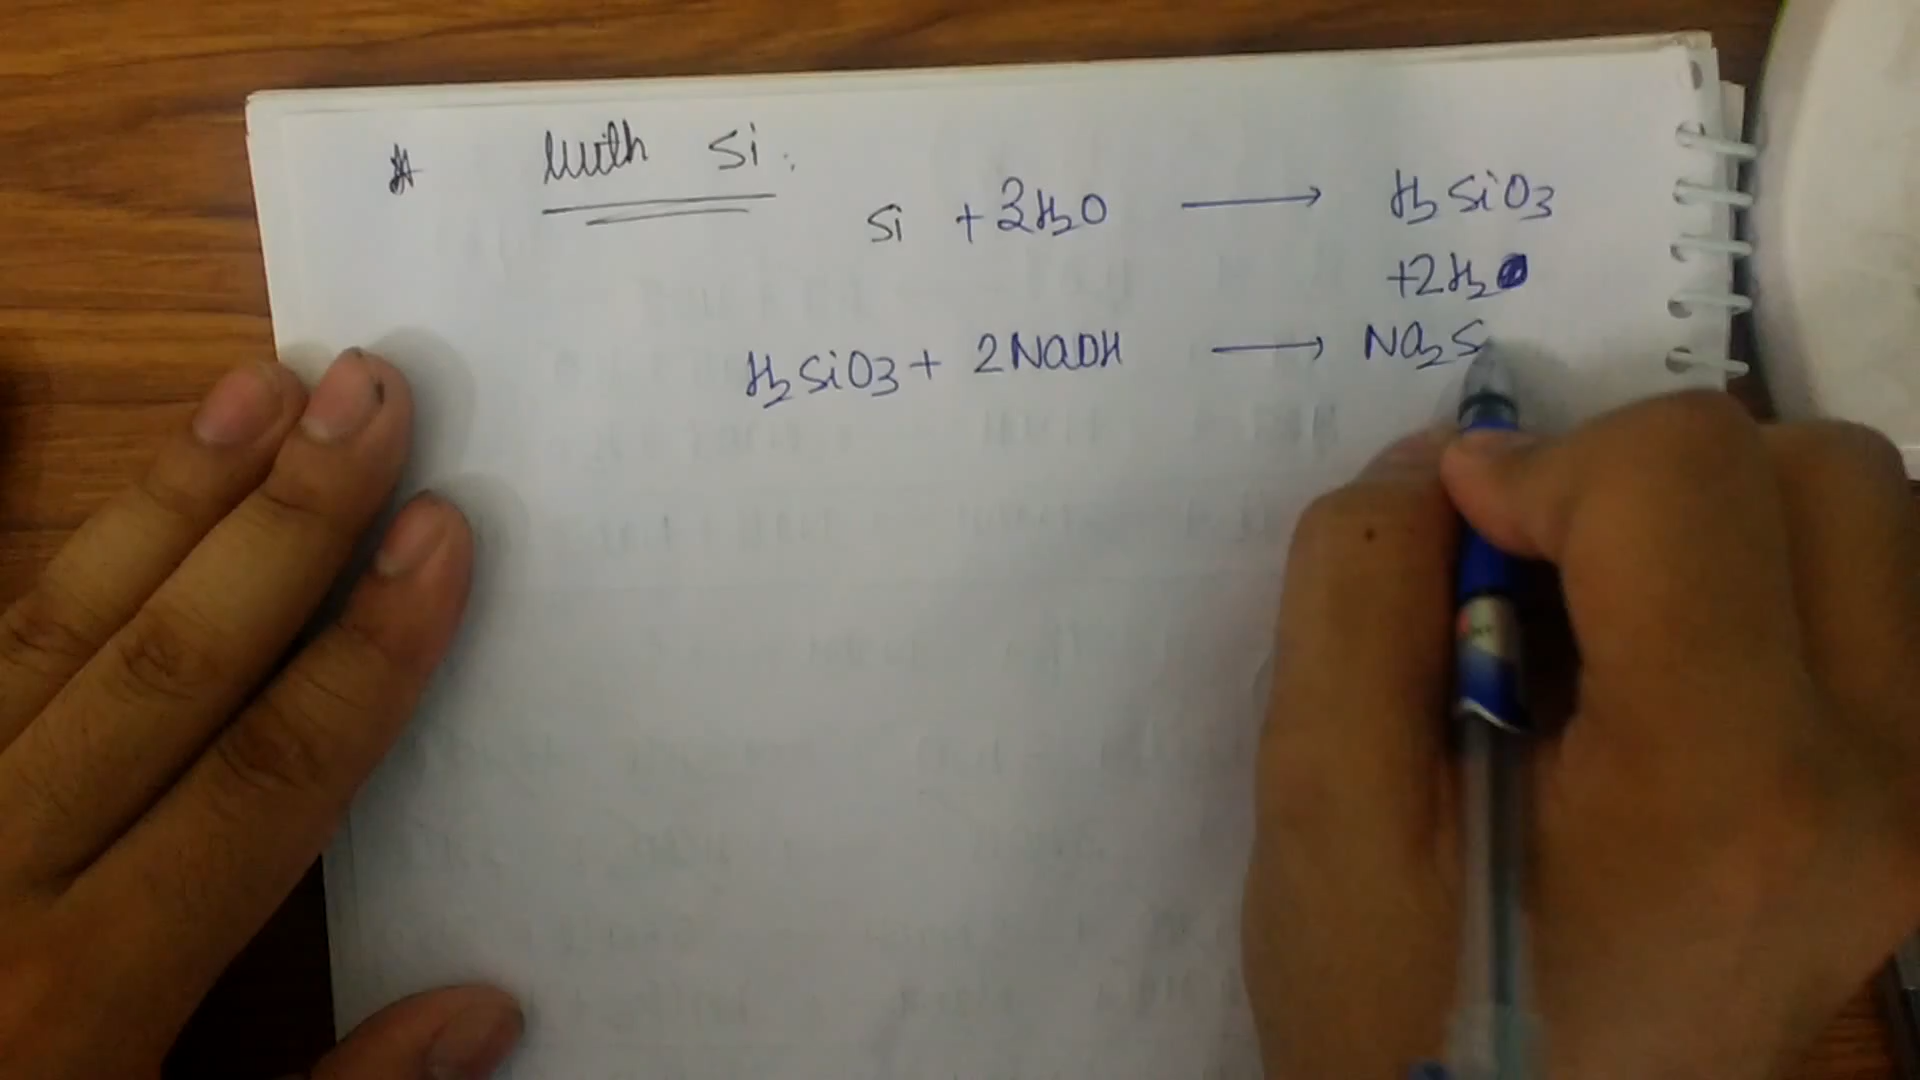 * With Si:
Si + 3H2O ⟶ H2SiO3
+2H2
H2SiO3 + 2NaOH ⟶ Na2S